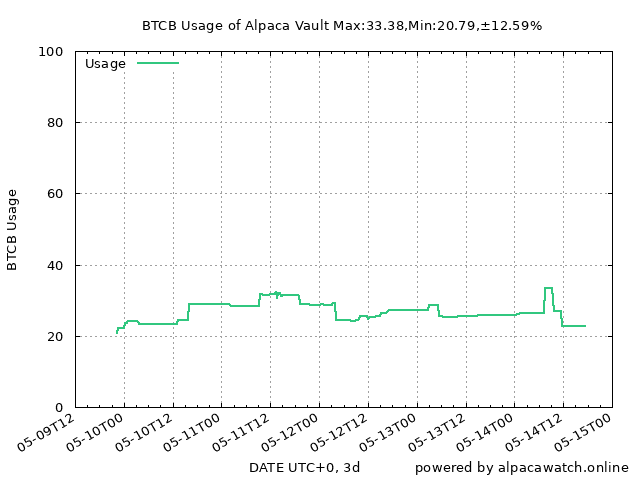 BTCB Usage of Alpaca Vault Max:33.38,Min:20.79,±12.59%
Usage
100
80
60
40
20
0
BTCB Usage
05-09T12
05-10T00
05-10T12
05-11T00
05-11T12
05-12T00
05-12T12
05-13T00
05-13T12
05-14T00
05-14T12
05-15T00
DATE UTC+0, 3d
powered by alpacawatch.online